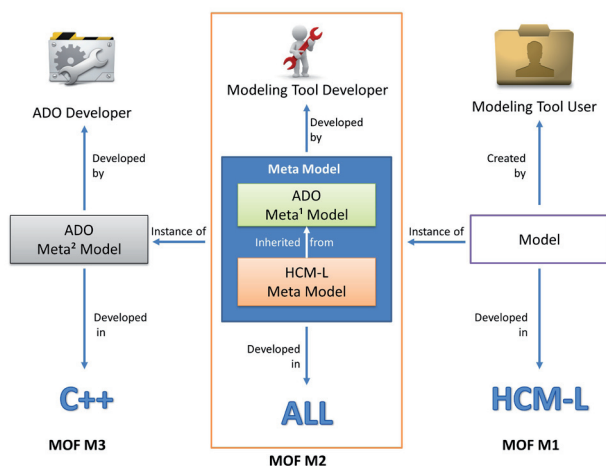 ADO Developer
Developed
by
ADO
Meta² Model
Developed
in
C++
MOF M3
Instance of
Modeling Tool Developer
Developed
by
Meta Model
ADO
Meta¹ Model
Inherited from
HCM-L
Meta Model
Developed
in
ALL
MOF M2
Instance of
Modeling Tool User
Created
by
Model
Developed
in
HCM-L
MOF M1